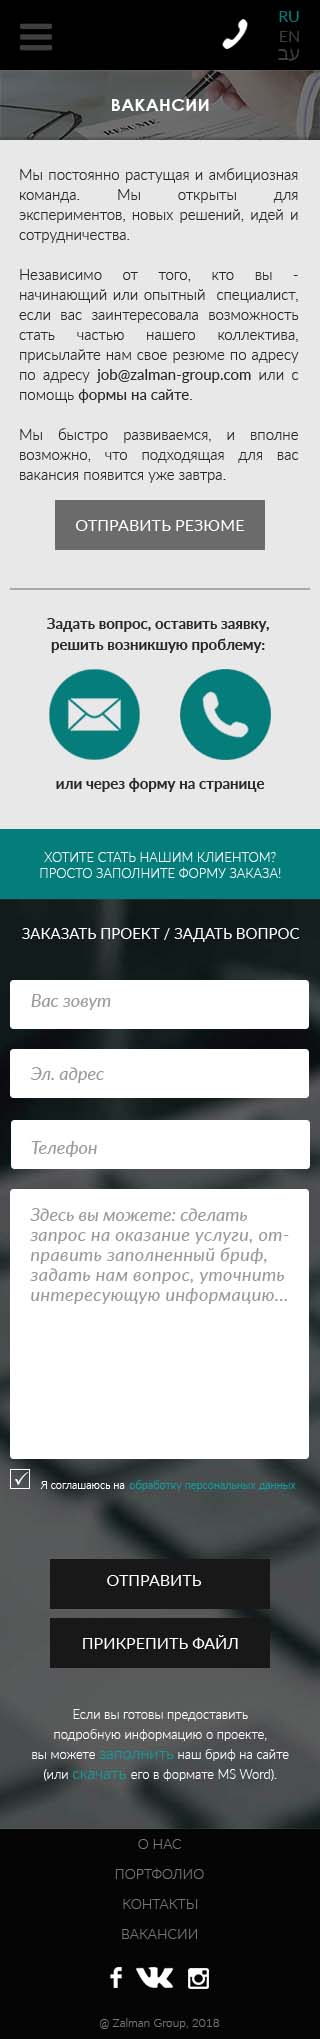 RU
EN
עב
RESUME
ВАКАНСИИ
Мы постоянно растущая и амбициозная
команда. Мы открыты для
экспериментов, новых решений, идей и
сотрудничества.
Независимо от того, кто вы -
начинающий или опытный специалист,
если вас заинтересовала возможность
стать частью нашего коллектива,
присылайте нам свое резюме по адресу
по адресу job@zalman-group.com или с
помощь формы на сайте.
Мы быстро развиваемся, и вполне
возможно, что подходящая для вас
вакансия появится уже завтра.
ОТПРАВИТЬ РЕЗЮМЕ
Задать вопрос, оставить заявку,
решить возникшую проблему:
или через форму на странице
ХОТИТЕ СТАТЬ НАШИМ КЛИЕНТОМ?
ПРОСТО ЗАПОЛНИТЕ ФОРМУ ЗАКАЗА!
ЗАКАЗАТЬ ПРОЕКТ / ЗАДАТЬ ВОПРОС
Вас зовут
Эл. адрес
Телефон
Здесь вы можете: сделать
запрос на оказание услуги, от-
править заполненный бриф,
задать нам вопрос, уточнить
интересующую информацию...
Я соглашаюсь на обработку персональных данных
ОТПРАВИТЬ
ПРИКРЕПИТЬ ФАЙЛ
Если вы готовы предоставить
подробную информацию о проекте,
вы можете заполнить наш бриф на сайте
(или скачать его в формате MS Word).
О НАС
ПОРТФОЛИО
КОНТАКТЫ
ВАКАНСИИ
@ Zalman Group, 2018